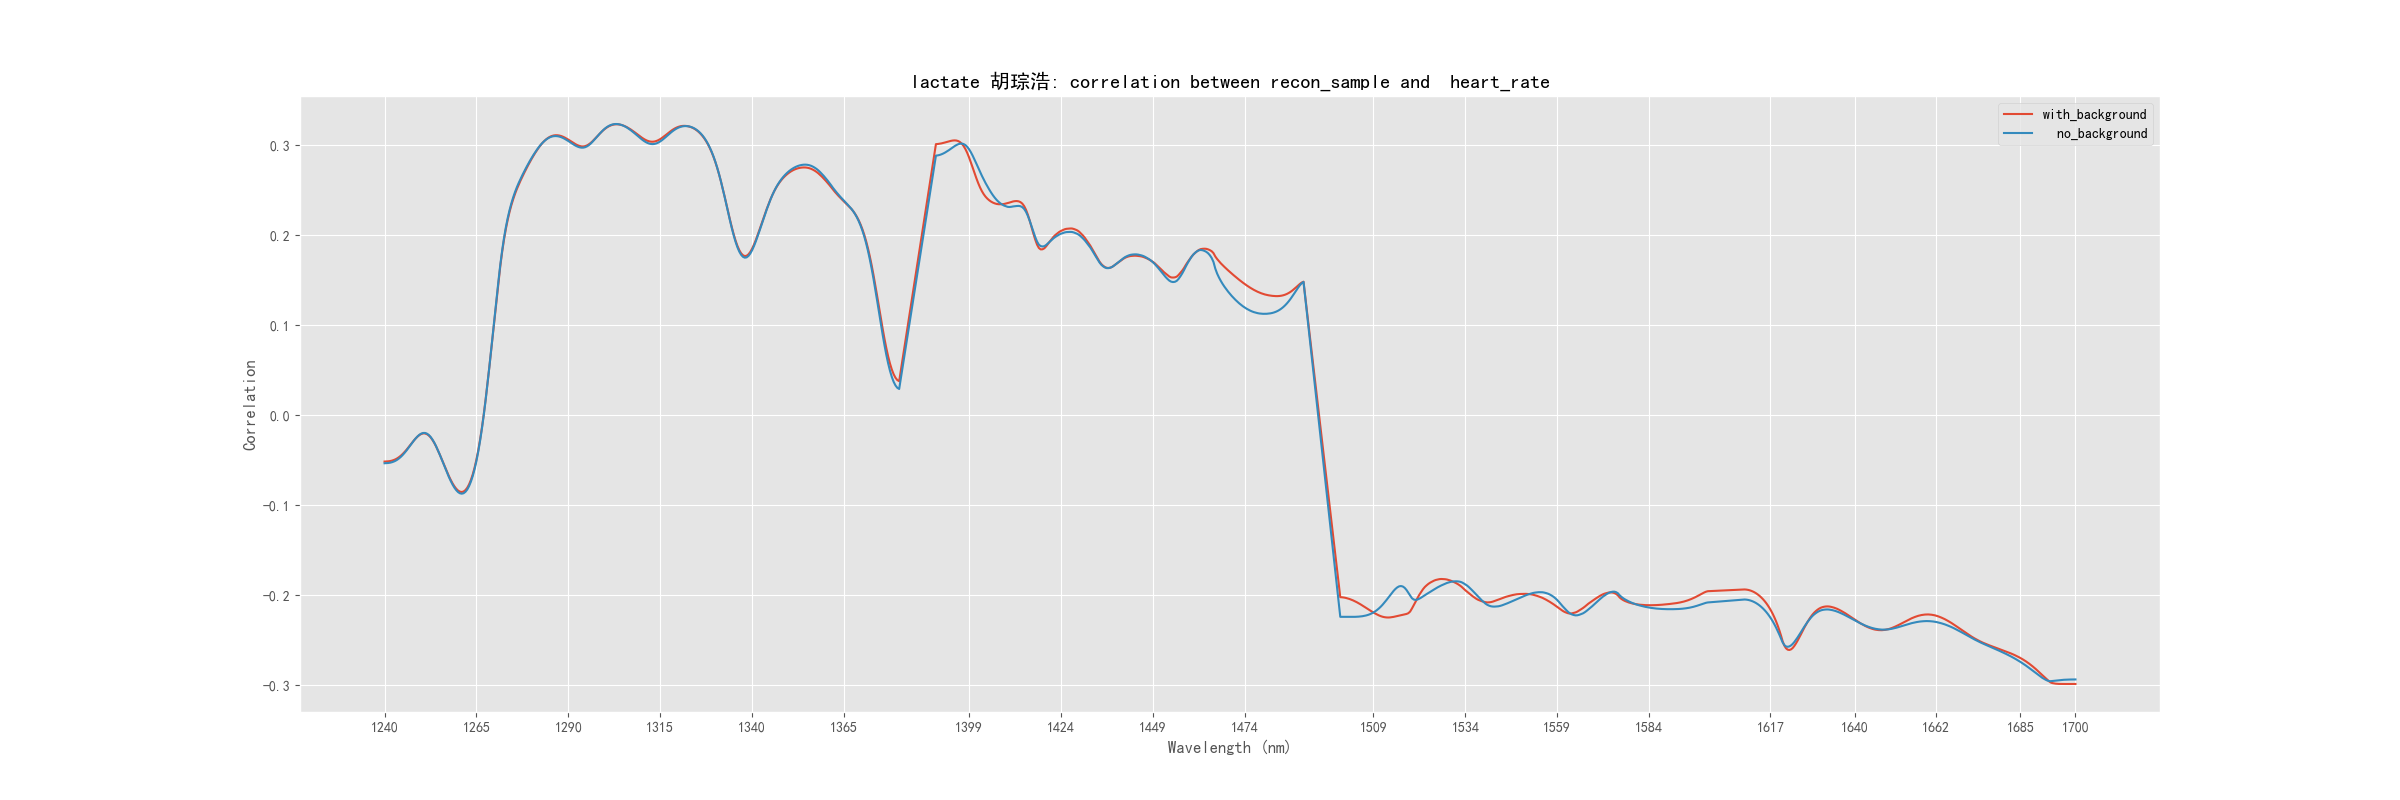 lactate 胡琮浩: correlation between recon_sample and  heart_rate
with_background
no_background
0.3
0.2
0.1
0.0
−0.1
−0.2
−0.3
Correlation
1240 1265 1290 1315 1340 1365 1399 1424 1449 1474 1509 1534 1559 1584 1617 1640 1662 1685 1700
Wavelength (nm)